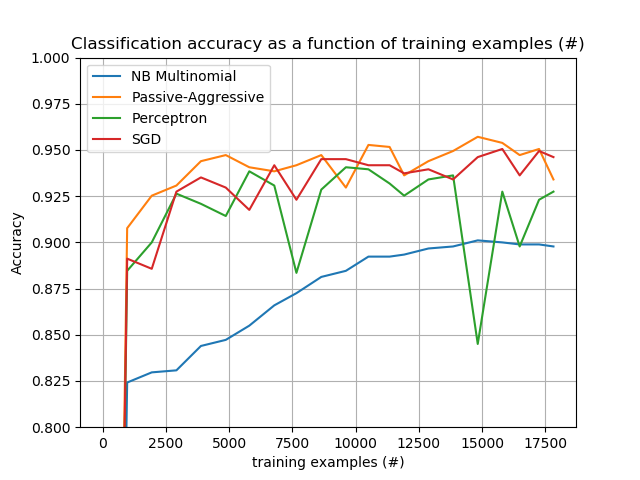 Classification accuracy as a function of training examples (#)
1.000
0.975
0.950
0.925
0.900
0.875
0.850
0.825
0.800
Accuracy
NB Multinomial
Passive-Aggressive
Perceptron
SGD
0
2500
5000
7500
10000
12500
15000
17500
training examples (#)